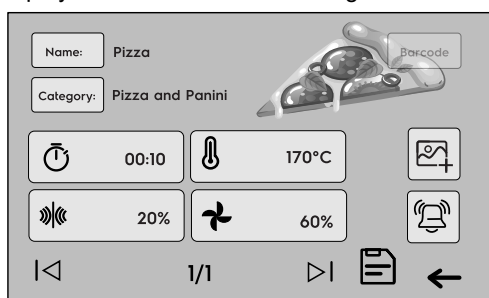 Name: Pizza
Barcode
Category: Pizza and Panini
00:10 170°C
20% 60%
1/1